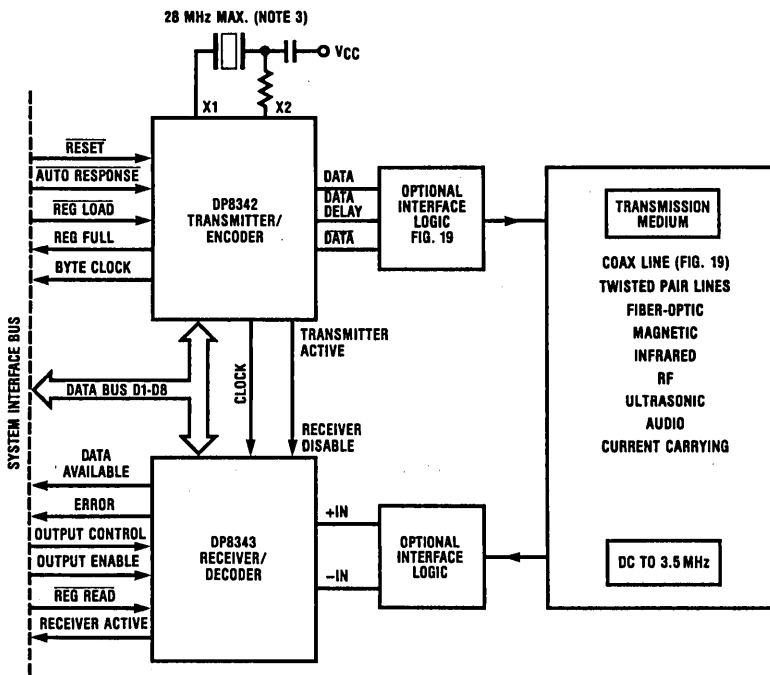 28 MHz MAX. (NOTE 3)
VCC
X1
X2
RESET
AUTO RESPONSE
REG LOAD
REG FULL
BYTE CLOCK
DP8342
TRANSMITTER/
ENCODER
DATA
DATA
DELAY
DATA
OPTIONAL
INTERFACE
LOGIC
FIG. 19
TRANSMISSION
MEDIUM
COAX LINE (FIG. 19)
TWISTED PAIR LINES
FIBER-OPTIC
MAGNETIC
INFRARED
RF
ULTRASONIC
AUDIO
CURRENT CARRYING
DC TO 3.5 MHz
SYSTEM INTERFACE BUS
DATA BUS D1-D8
CLOCK
TRANSMITTER
ACTIVE
RECEIVER
DISABLE
DATA
AVAILABLE
ERROR
OUTPUT CONTROL
OUTPUT ENABLE
REG READ
RECEIVER ACTIVE
DP8343
RECEIVER/
DECODER
+IN
−IN
OPTIONAL
INTERFACE
LOGIC